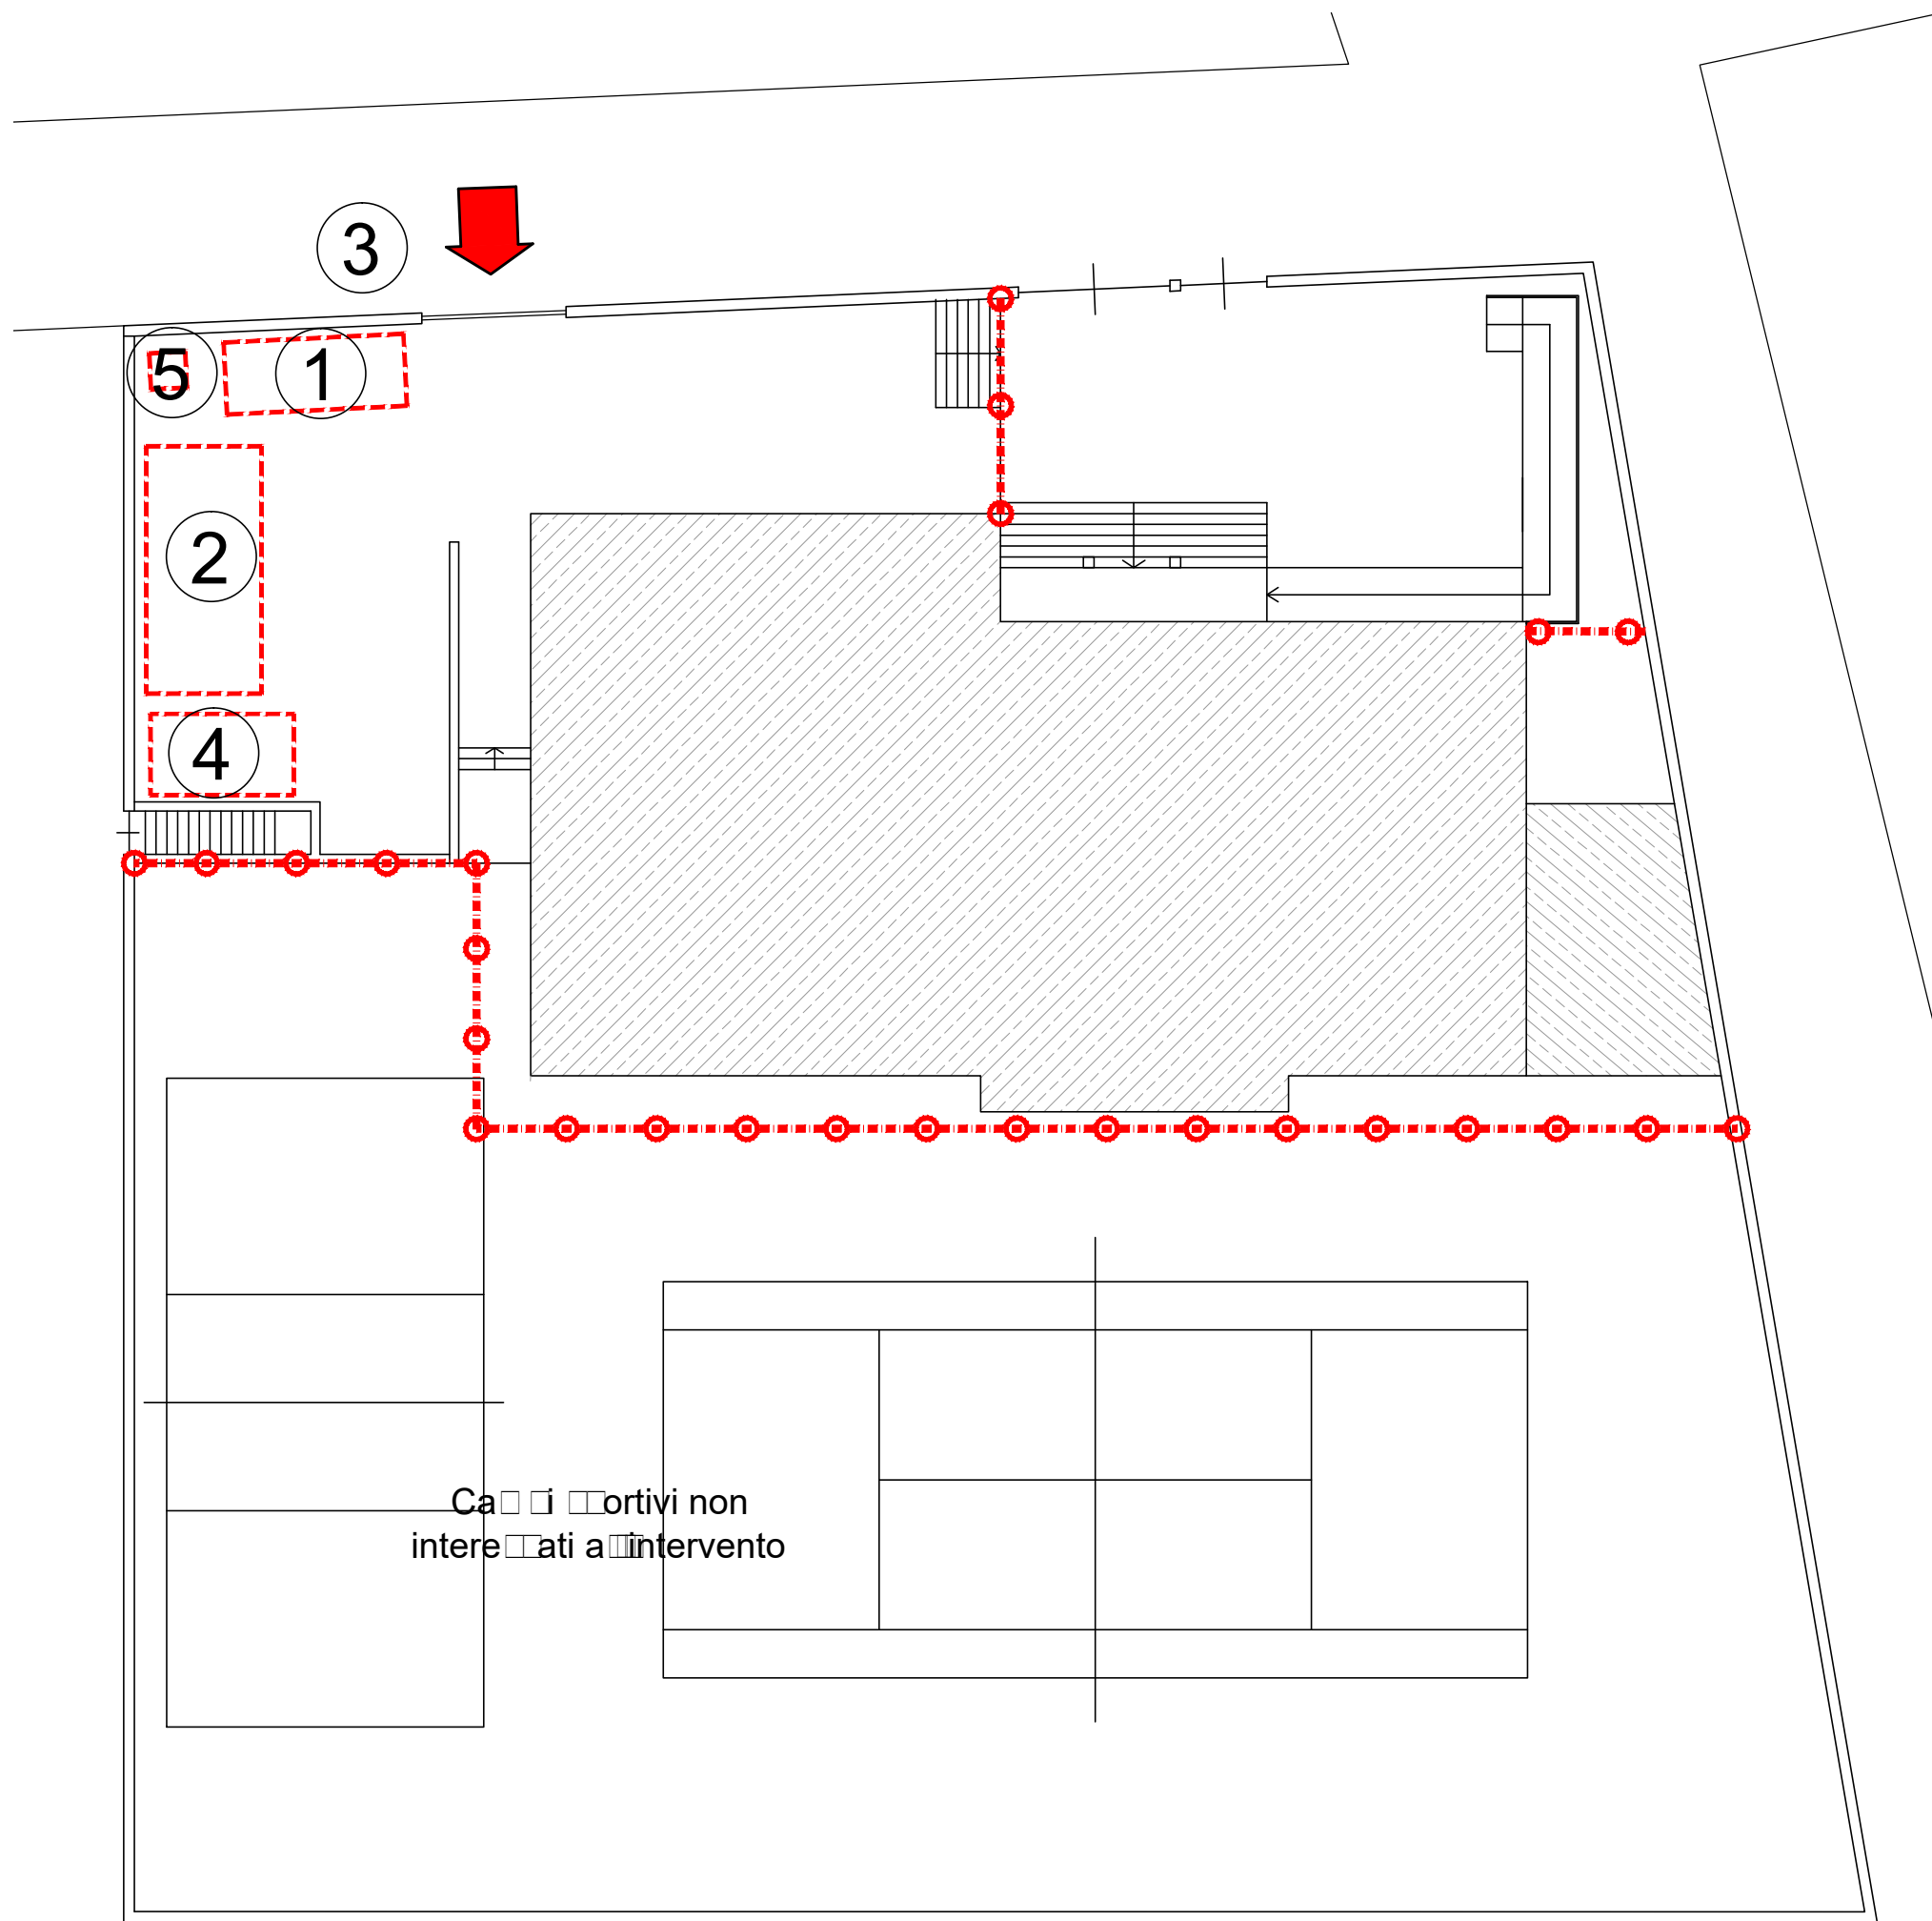 3
5
1
2
4
Ca□□i □□ortivi non
intere□□ati a□□□intervento